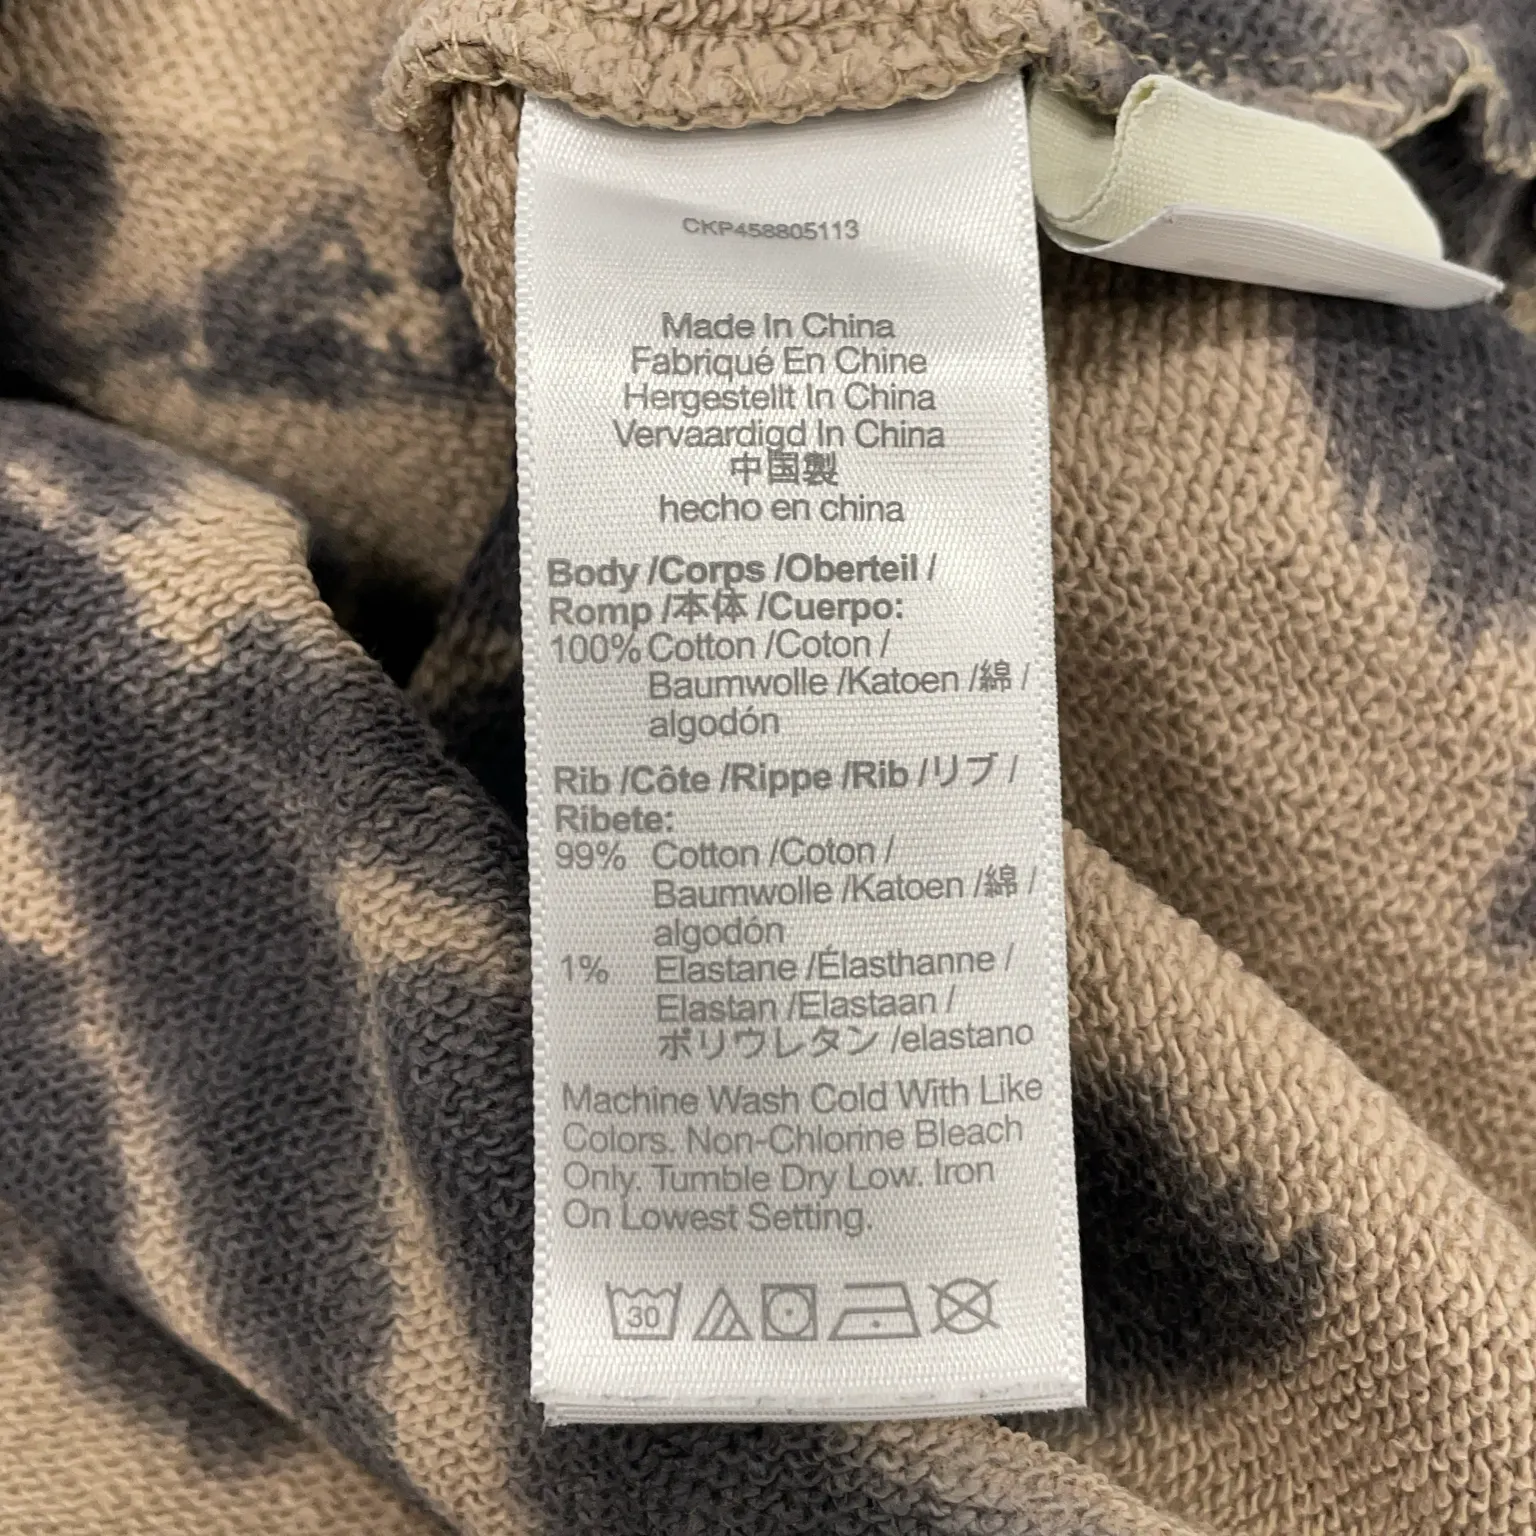 CKP458805113
Made In China
Fabriqué En Chine
Hergestellt In China
Vervaardigd In China
中国製
hecho en china
Body /Corps /Oberteil /
Romp /本体 /Cuerpo:
100% Cotton /Coton /
Baumwolle /Katoen /綿 /
algodón
Rib /Côte /Rippe /Rib /リブ /
Ribete:
99% Cotton /Coton /
Baumwolle /Katoen /綿 /
algodón
1% Elastane /Élasthanne /
Elastan /Elastaan /
ポリウレタン /elastano
Machine Wash Cold With Like
Colors. Non-Chlorine Bleach
Only. Tumble Dry Low. Iron
On Lowest Setting.
30